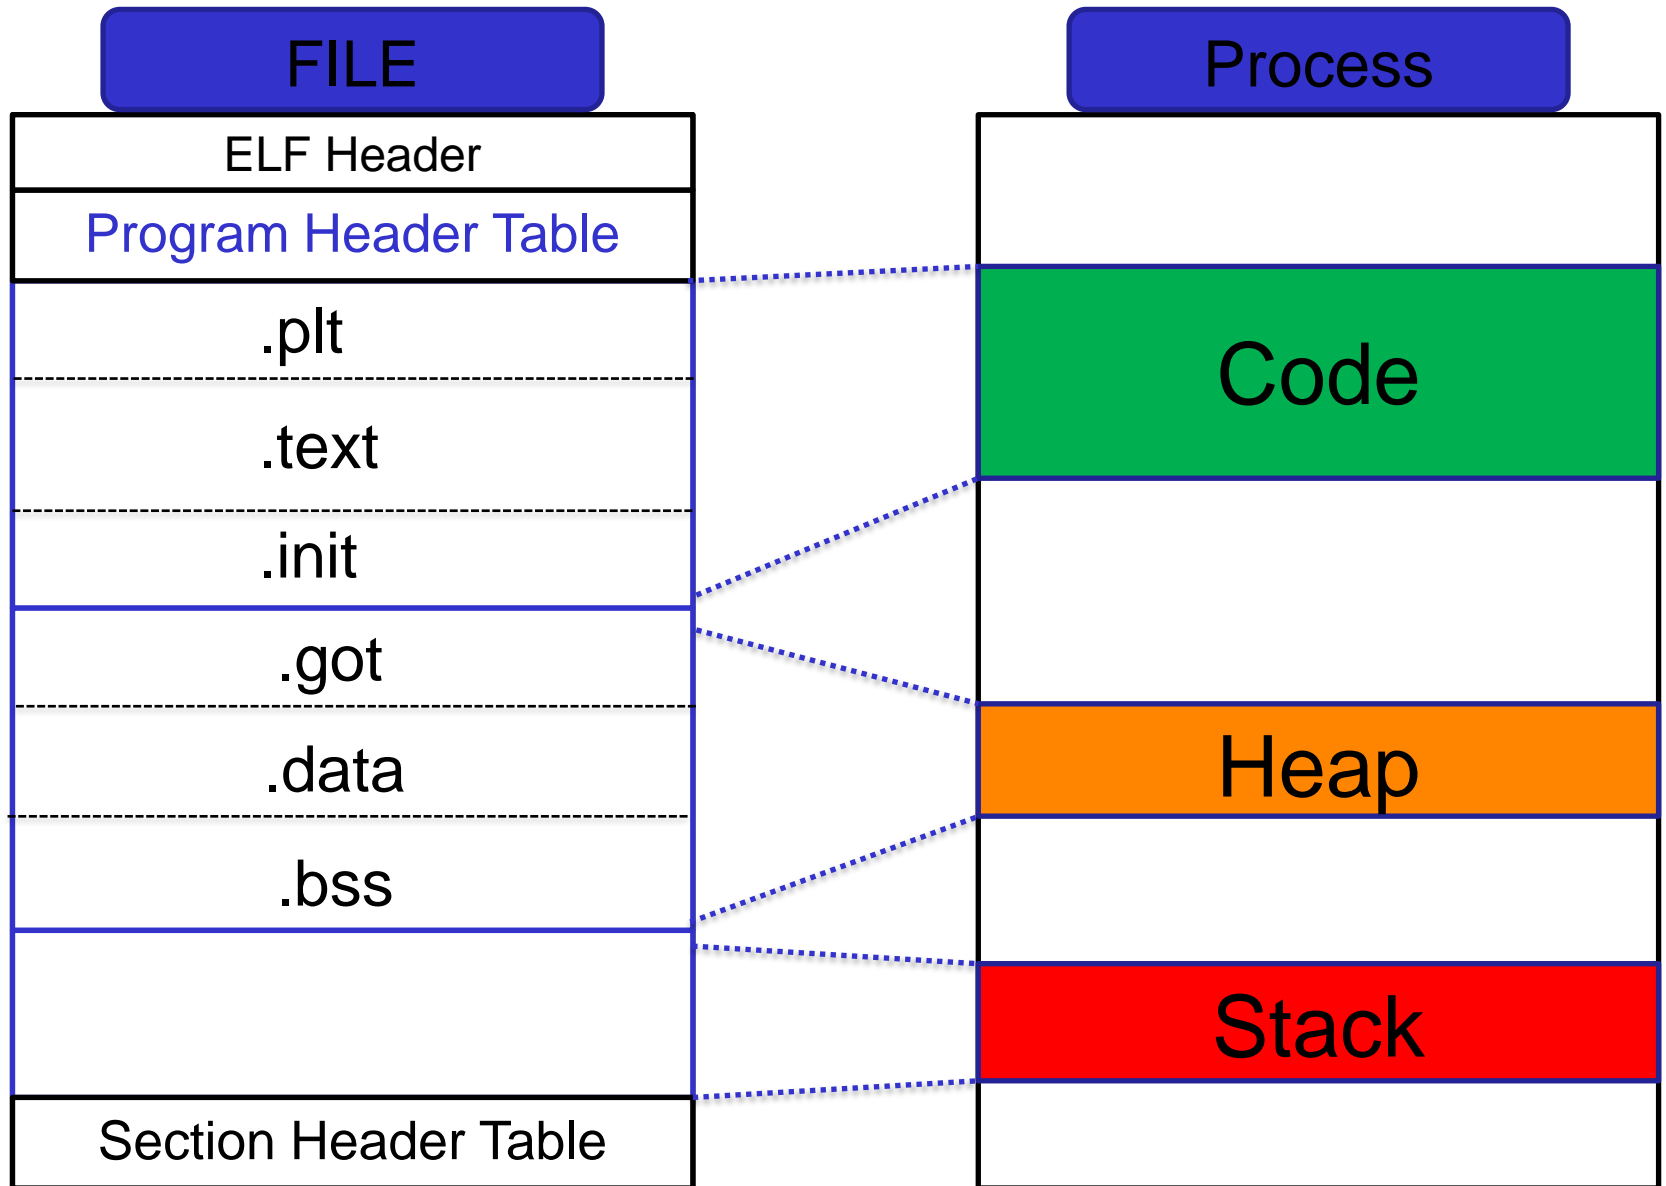 FILE
ELF Header
Program Header Table
.plt
.text
.init
.got
.data
.bss
Section Header Table
Process
Code
Heap
Stack